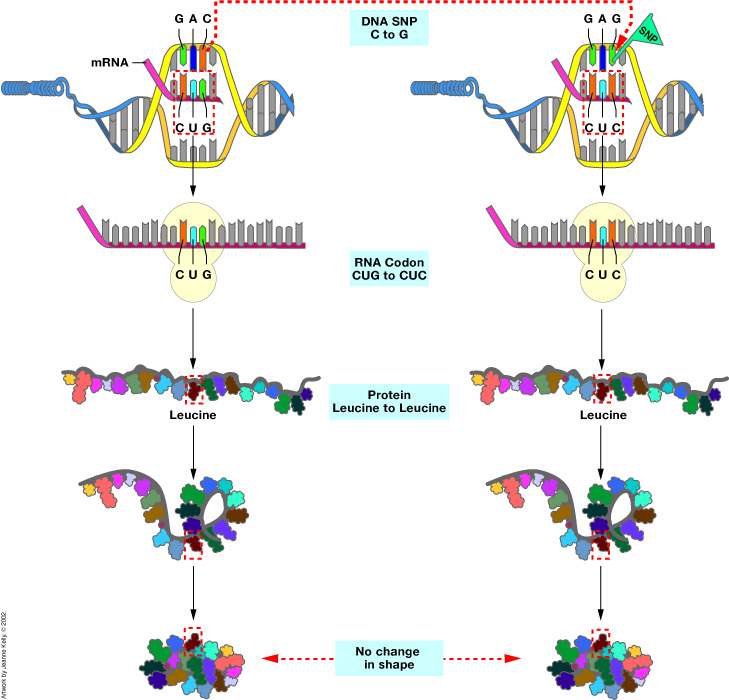 G A C
DNA SNP
C to G
G A G
SNP
mRNA
C U G
C U C
RNA Codon
CUG to CUC
C U G
C U C
Protein
Leucine to Leucine
Leucine
Leucine
No change
in shape
Artwork by Jeanne Kelly. © 2002.